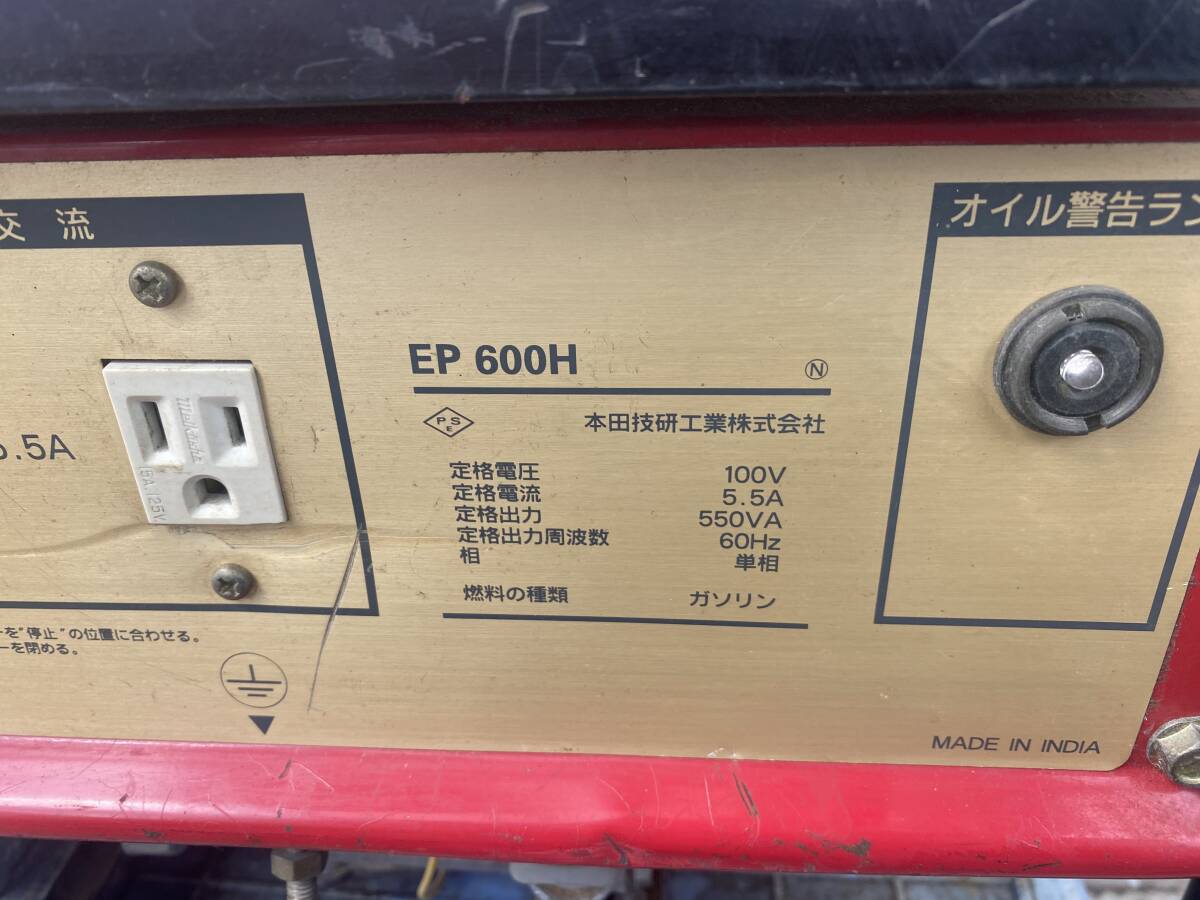 交流
オイル警告ラン
5.5A
Matsushita
15A.125V
EP 600H
N
PSE
本田技研工業株式会社
定格電圧 100V
定格電流 5.5A
定格出力 550VA
定格出力周波数 60Hz
相 単相
燃料の種類 ガソリン
ーを"停止"の位置に合わせる。
ーを閉める。
MADE IN INDIA